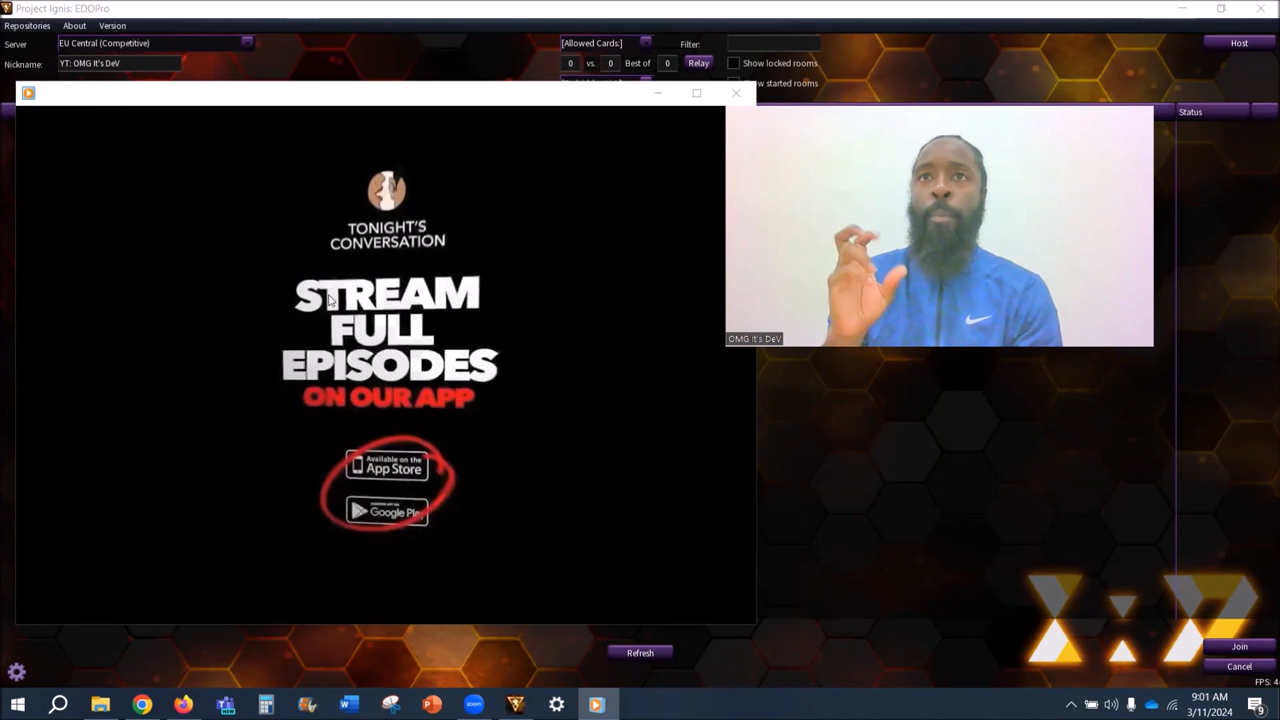 Project Ignis: EDOPro
Repositories About Version
Server EU Central (Competitive) [Allowed Cards:] Filter: Host
Nickname: YT: OMG It's DeV 0 vs. 0 Best of 0 Relay Show locked rooms
Show started rooms
Status
TONIGHT'S
CONVERSATION
STREAM
FULL
EPISODES
ON OUR APP
Available on the
App Store
Google Play
OMG It's DeV
Refresh
Join
Cancel
FPS: 4
9:01 AM
3/11/2024
9